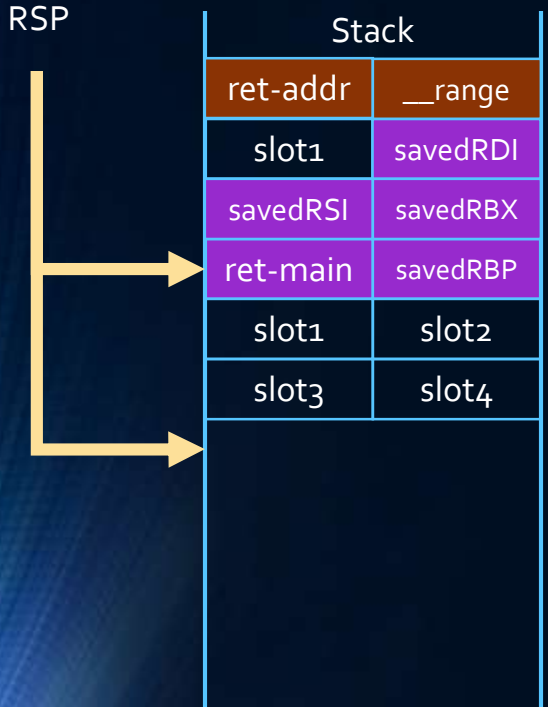 RSP
Stack
ret-addr __range
slot1 savedRDI
savedRSI savedRBX
ret-main savedRBP
slot1 slot2
slot3 slot4